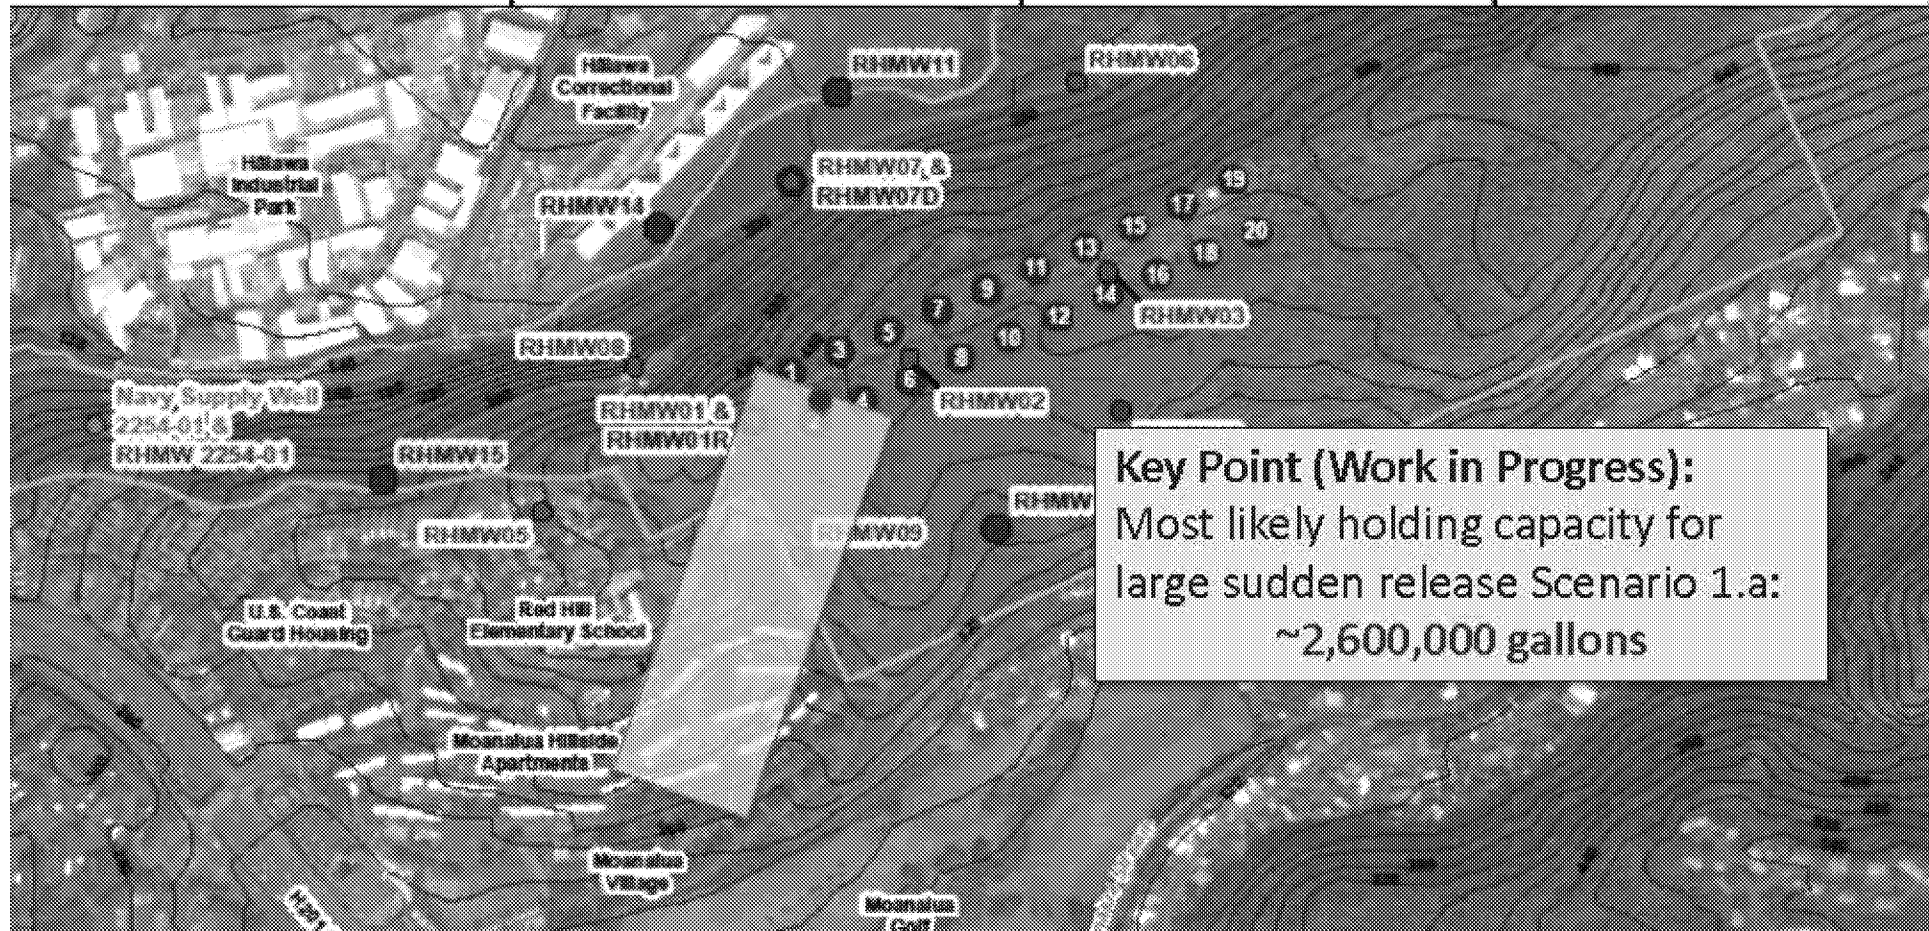 RHMW11
RHMW06
Hālawa
Correctional
Facility
Hālawa
Industrial
Park
RHMW07 &
RHMW07D
RHMW14
19
17
15
20
13
18
11
16
9
14
7
12
RHMW03
5
10
3
8
RHMW08
1
6
4
RHMW02
Navy Supply Well
2254-01 &
RHMW 2254-01
RHMW01 &
RHMW01R
RHMW15
RHMW
RHMW05
RHMW09
Key Point (Work in Progress):
Most likely holding capacity for
large sudden release Scenario 1.a:
~2,600,000 gallons
U.S. Coast
Guard Housing
Red Hill
Elementary School
Moanalua Hillside
Apartments
Moanalua
Village
Moanalua
Golf